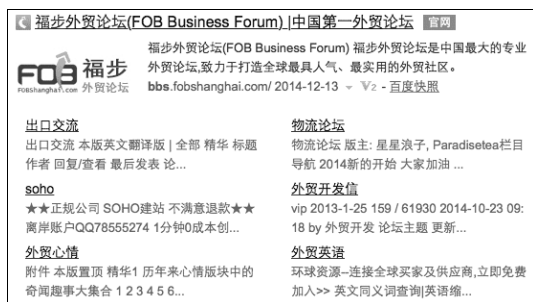 福步外贸论坛(FOB Business Forum) |中国第一外贸论坛 官网
福步外贸论坛(FOB Business Forum) 福步外贸论坛是中国最大的专业
外贸论坛,致力于打造全球最具人气、最实用的外贸社区。
FOB 福步
外贸论坛
FOBShanghai.com
bbs.fobshanghai.com/ 2014-12-13 V2 - 百度快照
出口交流
出口交流 本版英文翻译版 | 全部 精华 标题
作者 回复/查看 最后发表 论...
物流论坛
物流论坛 版主: 星星浪子, Paradisetea栏目
导航 2014新的开始 大家加油 ...
soho
★★正规公司 SOHO建站 不满意退款★★
离岸账户QQ78555274 1分钟0成本创...
外贸开发信
vip 2013-1-25 159 / 61930 2014-10-23 09:
18 by 外贸开发 论坛主题 更新...
外贸心情
附件 本版置顶 精华1 历年来心情版块中的
奇闻趣事大集合 1 2 3 4 5 6...
外贸英语
环球资源–连接全球买家及供应商,立即免费
加入>> 英文同义词查询|英语缩...